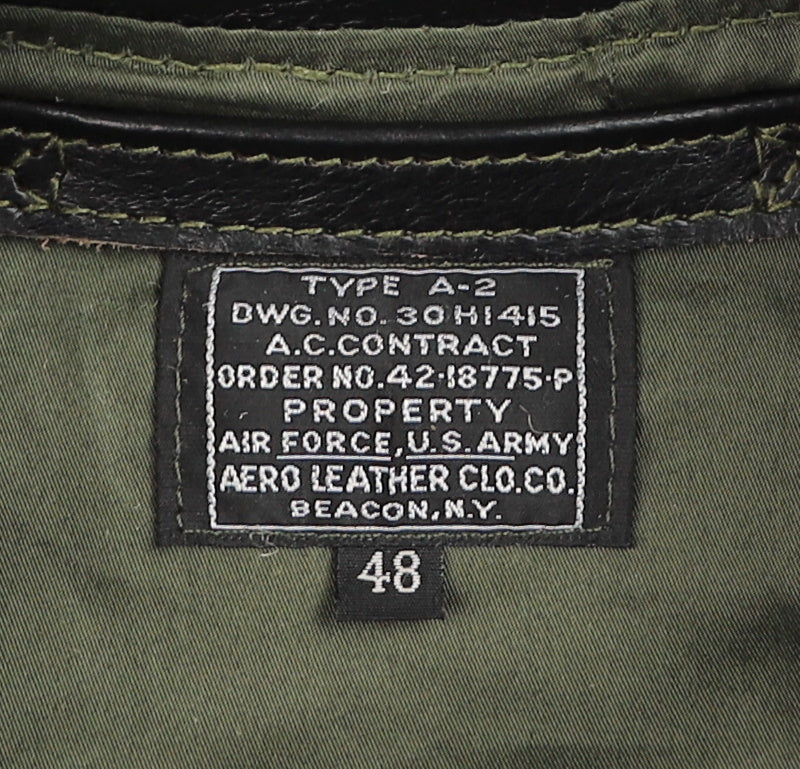 TYPE A-2
DWG.NO. 30H1415
A.C.CONTRACT
ORDER NO.42-18775-P
PROPERTY
AIR FORCE, U.S. ARMY
AERO LEATHER CLO.CO.
BEACON, N.Y.
48